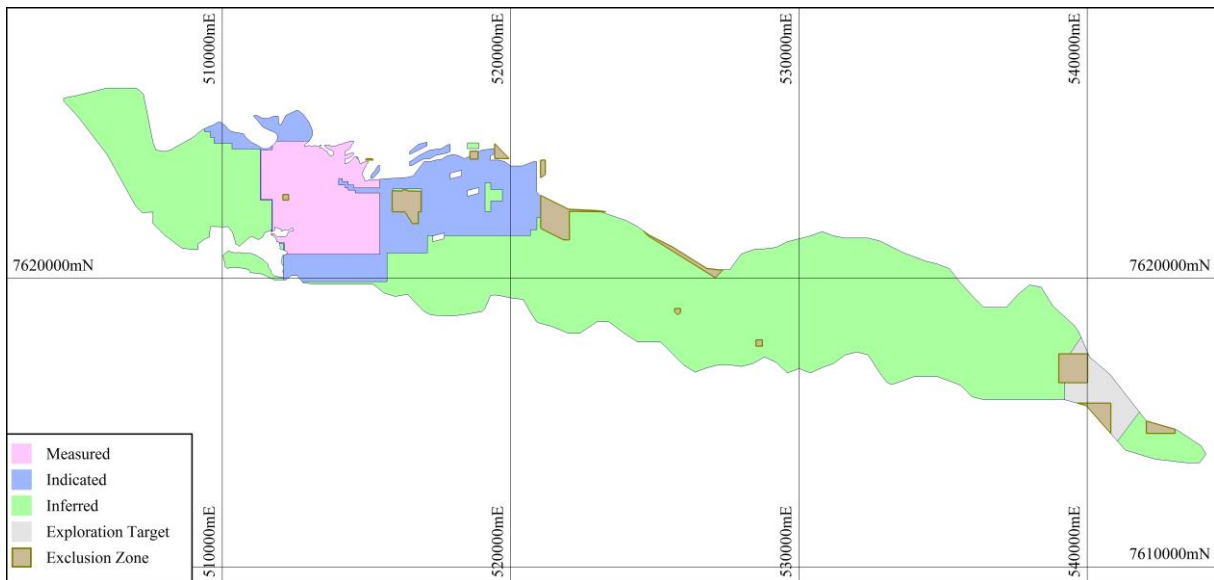 510000mE
520000mE
530000mE
540000mE
7620000mN
7620000mN
Measured
Indicated
Inferred
Exploration Target
Exclusion Zone
510000mE
520000mE
530000mE
540000mE
7610000mN